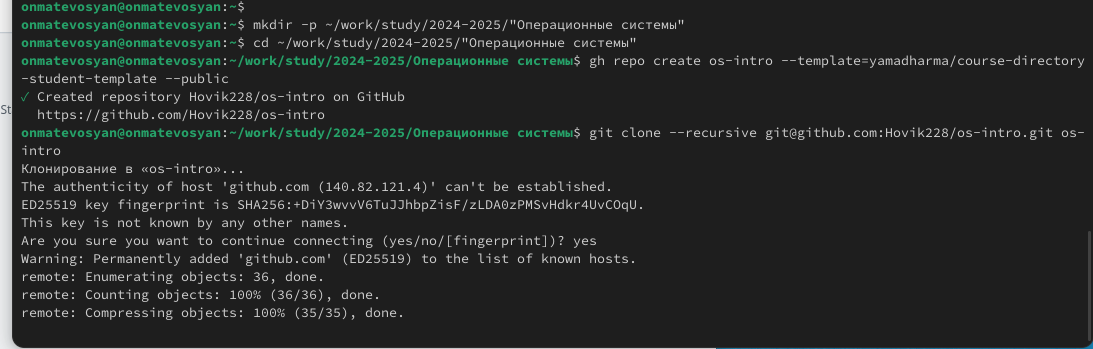 onmatevosyan@onmatevosyan:~$
onmatevosyan@onmatevosyan:~$ mkdir -p ~/work/study/2024-2025/"Операционные системы"
onmatevosyan@onmatevosyan:~$ cd ~/work/study/2024-2025/"Операционные системы"
onmatevosyan@onmatevosyan:~/work/study/2024-2025/Операционные системы$ gh repo create os-intro --template=yamadharma/course-directory
-student-template --public
✓ Created repository Hovik228/os-intro on GitHub
St
https://github.com/Hovik228/os-intro
onmatevosyan@onmatevosyan:~/work/study/2024-2025/Операционные системы$ git clone --recursive git@github.com:Hovik228/os-intro.git os-
intro
Клонирование в «os-intro»...
The authenticity of host 'github.com (140.82.121.4)' can't be established.
ED25519 key fingerprint is SHA256:+DiY3wvvV6TuJJhbpZisF/zLDA0zPMSvHdkr4UvCOqU.
This key is not known by any other names.
Are you sure you want to continue connecting (yes/no/[fingerprint])? yes
Warning: Permanently added 'github.com' (ED25519) to the list of known hosts.
remote: Enumerating objects: 36, done.
remote: Counting objects: 100% (36/36), done.
remote: Compressing objects: 100% (35/35), done.